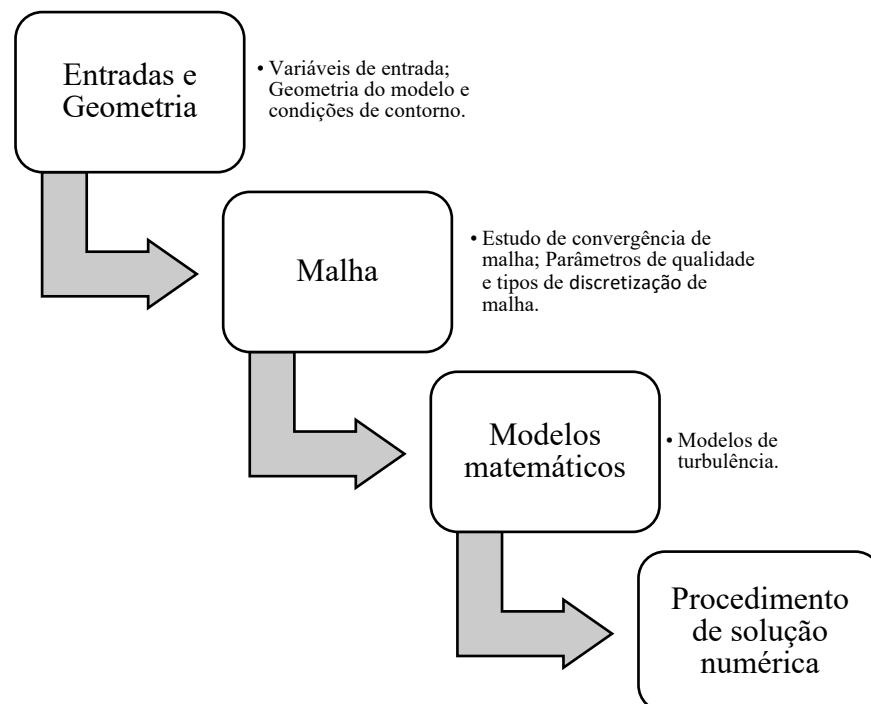 Entradas e
Geometria
• Variáveis de entrada;
Geometria do modelo e
condições de contorno.
Malha
• Estudo de convergência de
malha; Parâmetros de qualidade
e tipos de discretização de
malha.
Modelos
matemáticos
• Modelos de
turbulência.
Procedimento
de solução
numérica